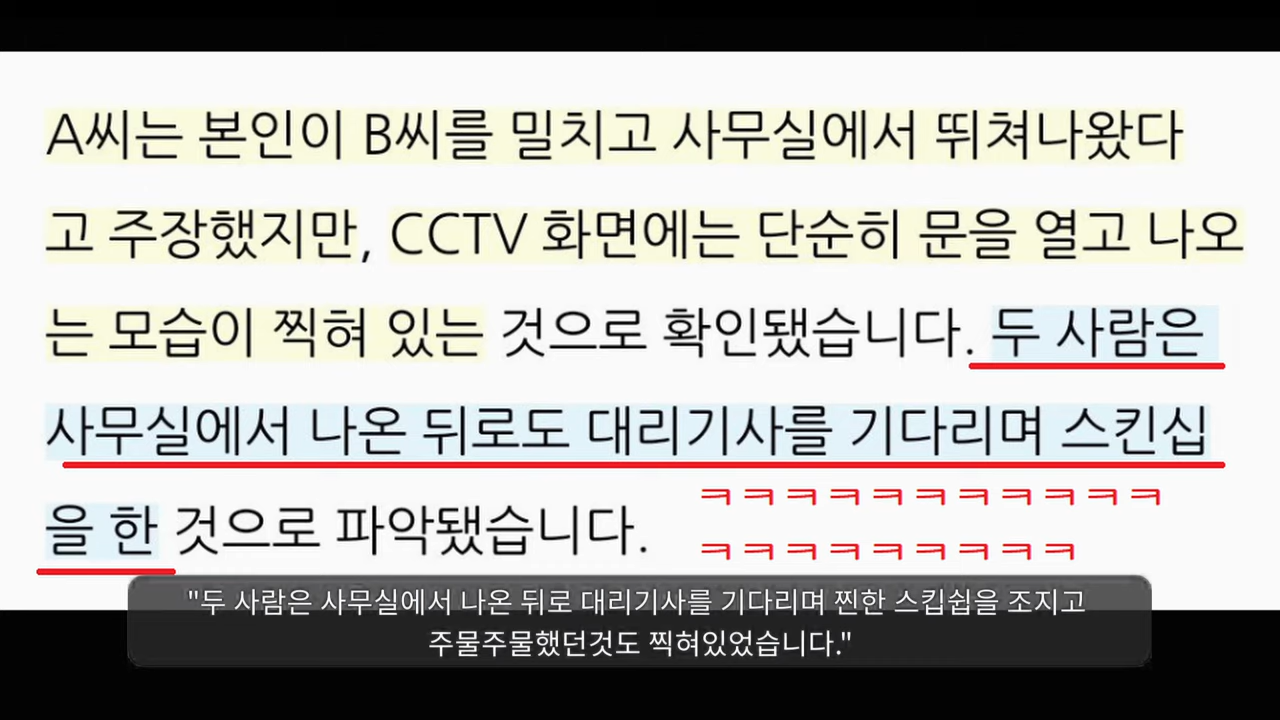 A씨는 본인이 B씨를 밀치고 사무실에서 뛰쳐나왔다
고 주장했지만, CCTV 화면에는 단순히 문을 열고 나오
는 모습이 찍혀 있는 것으로 확인됐습니다. 두 사람은
사무실에서 나온 뒤로도 대리기사를 기다리며 스킨십
을 한 것으로 파악됐습니다.
ㅋㅋㅋㅋㅋㅋㅋㅋㅋㅋㅋ
ㅋㅋㅋㅋㅋㅋㅋㅋㅋ
"두 사람은 사무실에서 나온 뒤로 대리기사를 기다리며 찐한 스킵쉽을 조지고
주물주물했던것도 찍혀있었습니다."